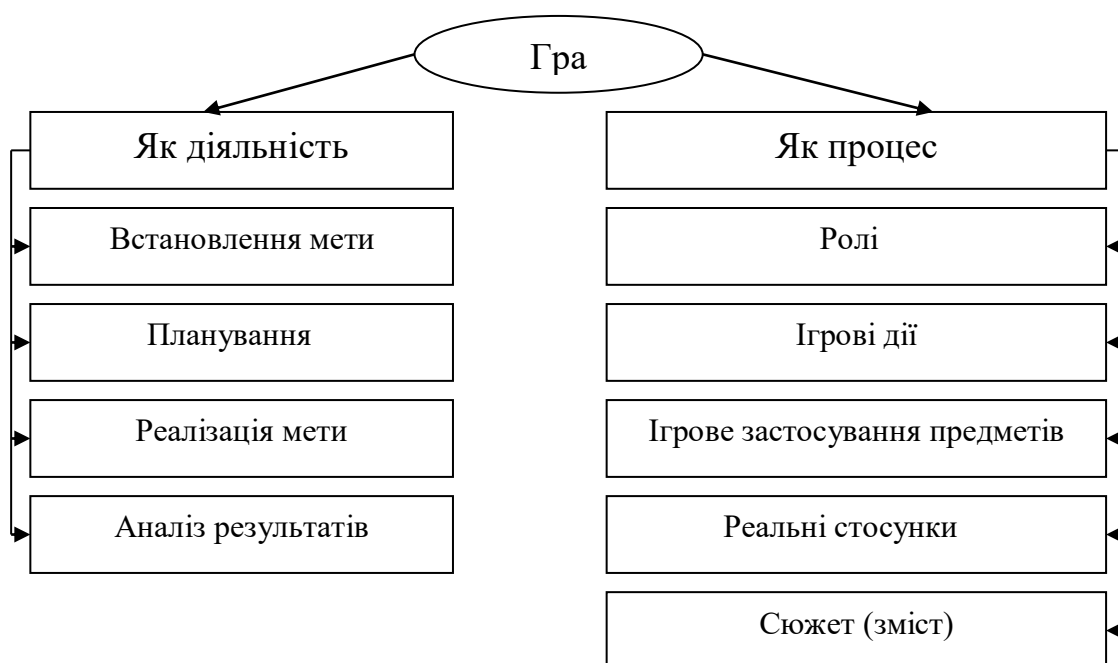 Гра
Як діяльність
Встановлення мети
Планування
Реалізація мети
Аналіз результатів
Як процес
Ролі
Ігрові дії
Ігрове застосування предметів
Реальні стосунки
Сюжет (зміст)